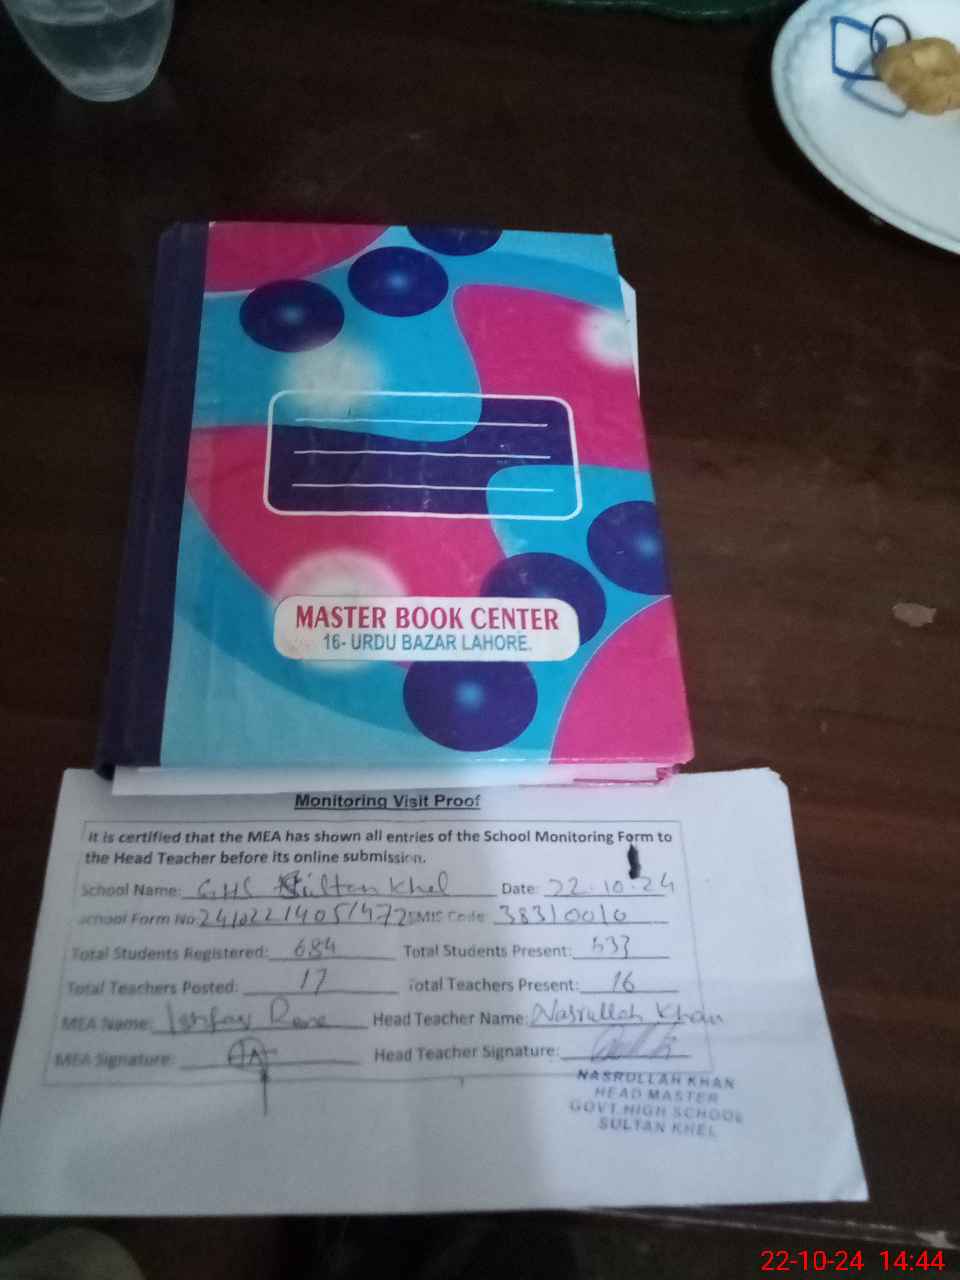 MASTER BOOK CENTER
16- URDU BAZAR LAHORE.
Monitoring Visit Proof
It is certified that the MEA has shown all entries of the School Monitoring Form to
the Head Teacher before its online submission.
School Name: GHS Sultan Khel Date: 22.10.24
School Form No: EMIS Code: 38310010
Total Students Registered: 684 Total Students Present: 537
Total Teachers Posted: 17 Total Teachers Present: 16
MEA Name: Head Teacher Name: Nasrullah Khan
MEA Signature: Head Teacher Signature:
NASRULLAH KHAN
HEAD MASTER
GOVT. HIGH SCHOOL
SULTAN KHEL
22-10-24 14:44